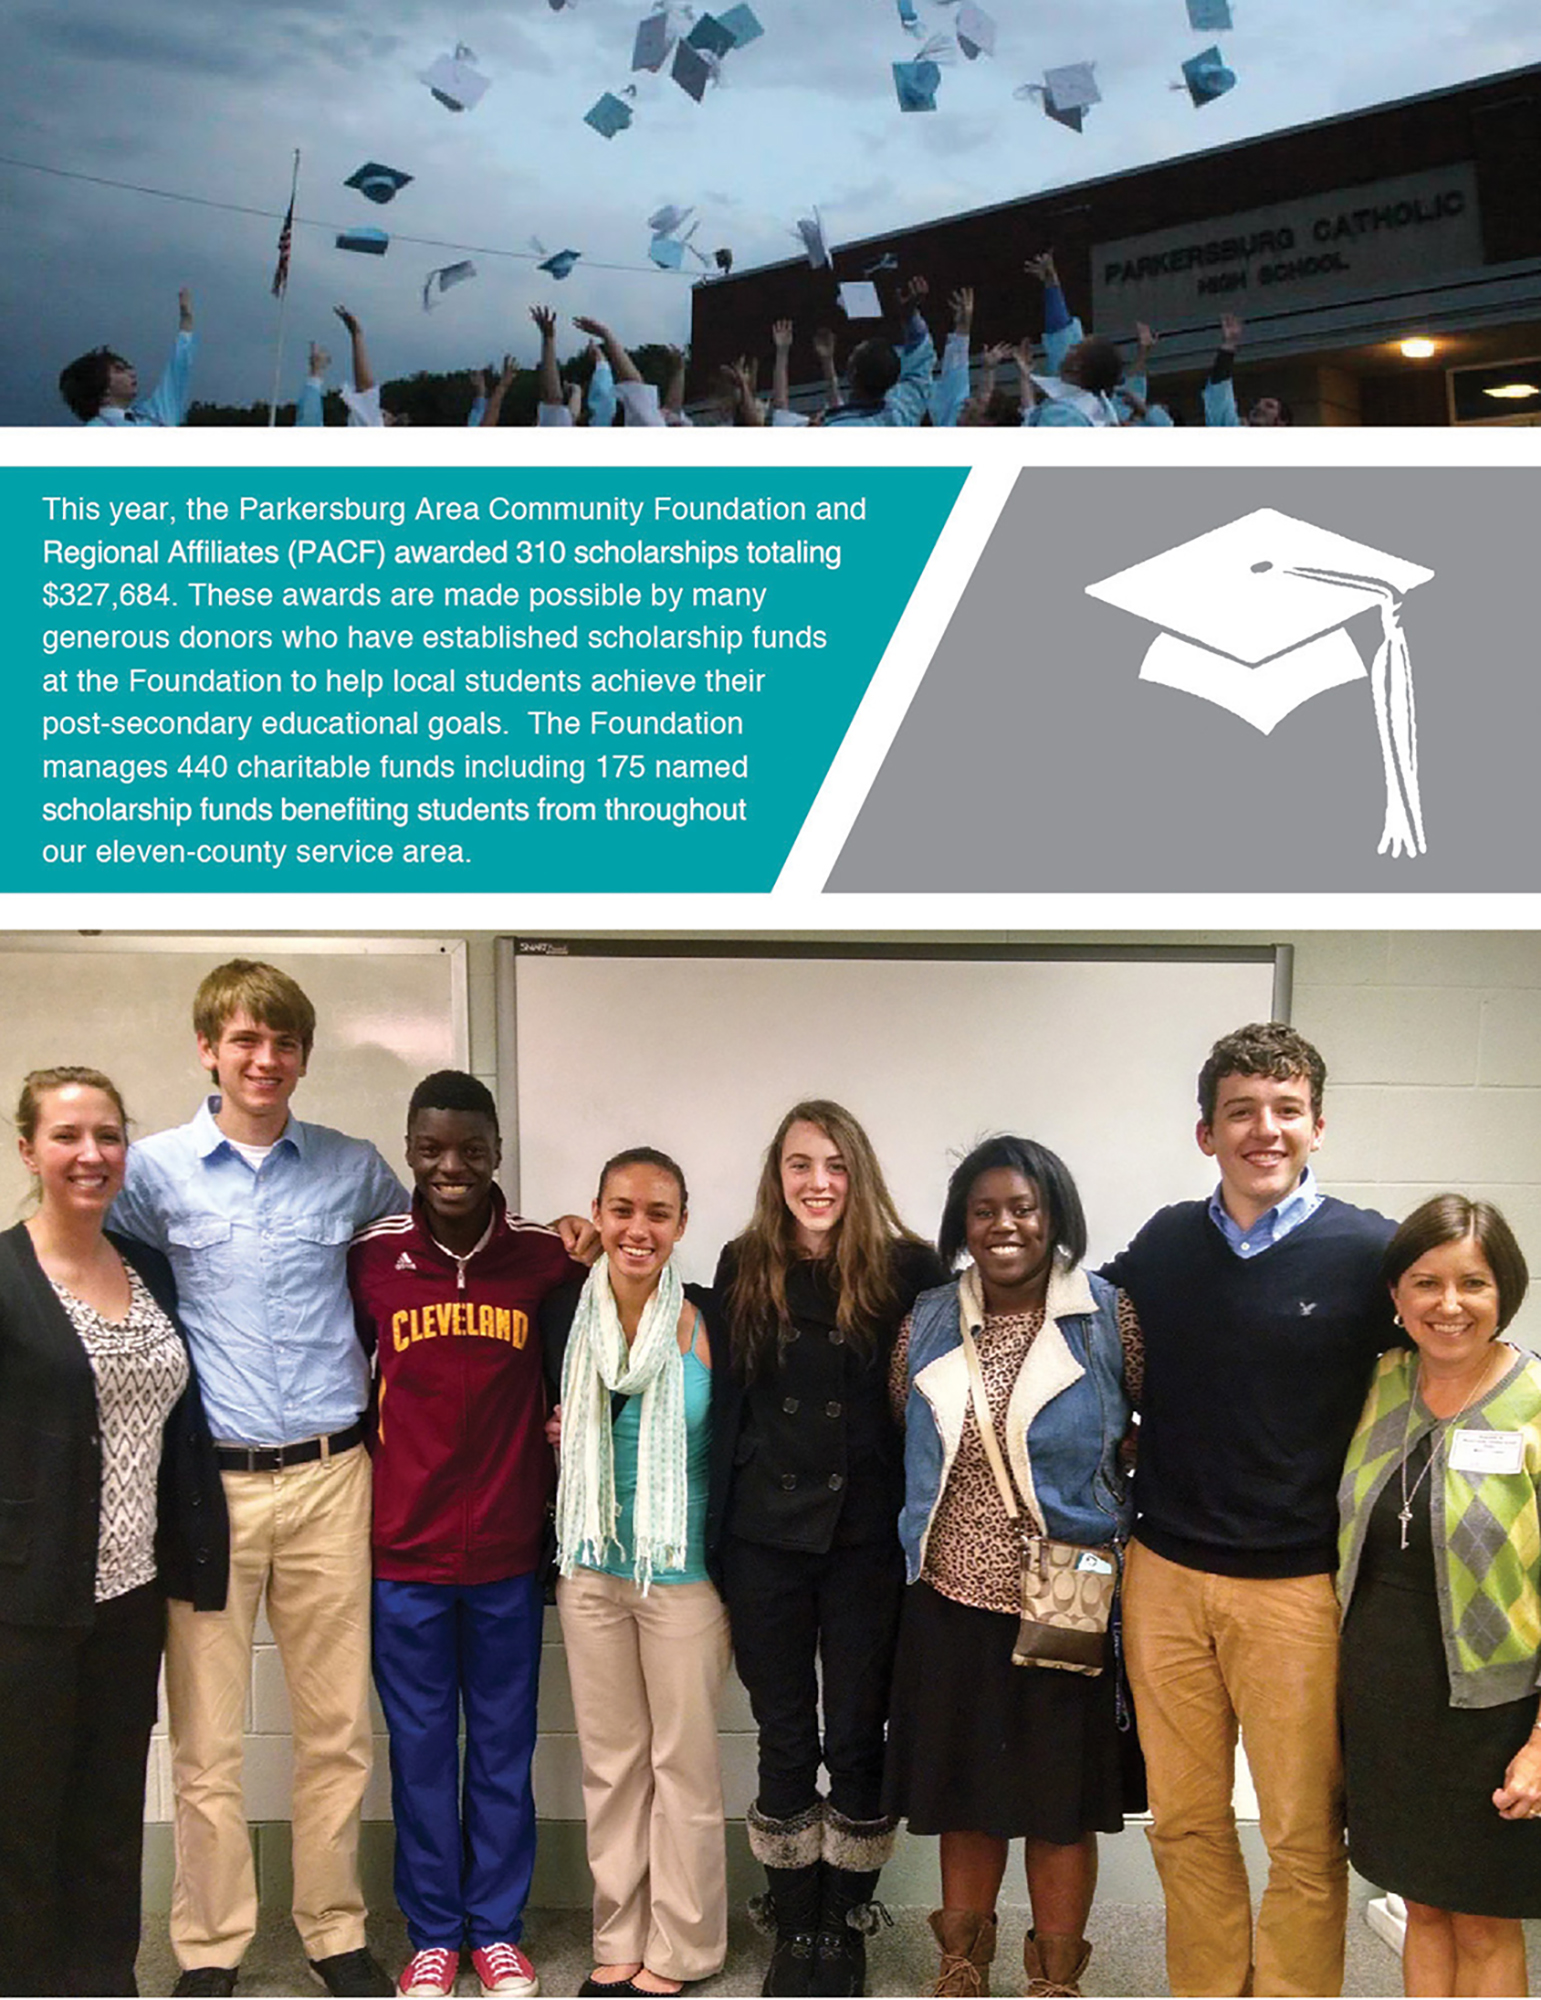 PARKERSBURG CATHOLIC
HIGH SCHOOL
This year, the Parkersburg Area Community Foundation and
Regional Affiliates (PACF) awarded 310 scholarships totaling
$327,684. These awards are made possible by many
generous donors who have established scholarship funds
at the Foundation to help local students achieve their
post-secondary educational goals.  The Foundation
manages 440 charitable funds including 175 named
scholarship funds benefiting students from throughout
our eleven-county service area.
SMART
adidas
CLEVELAND